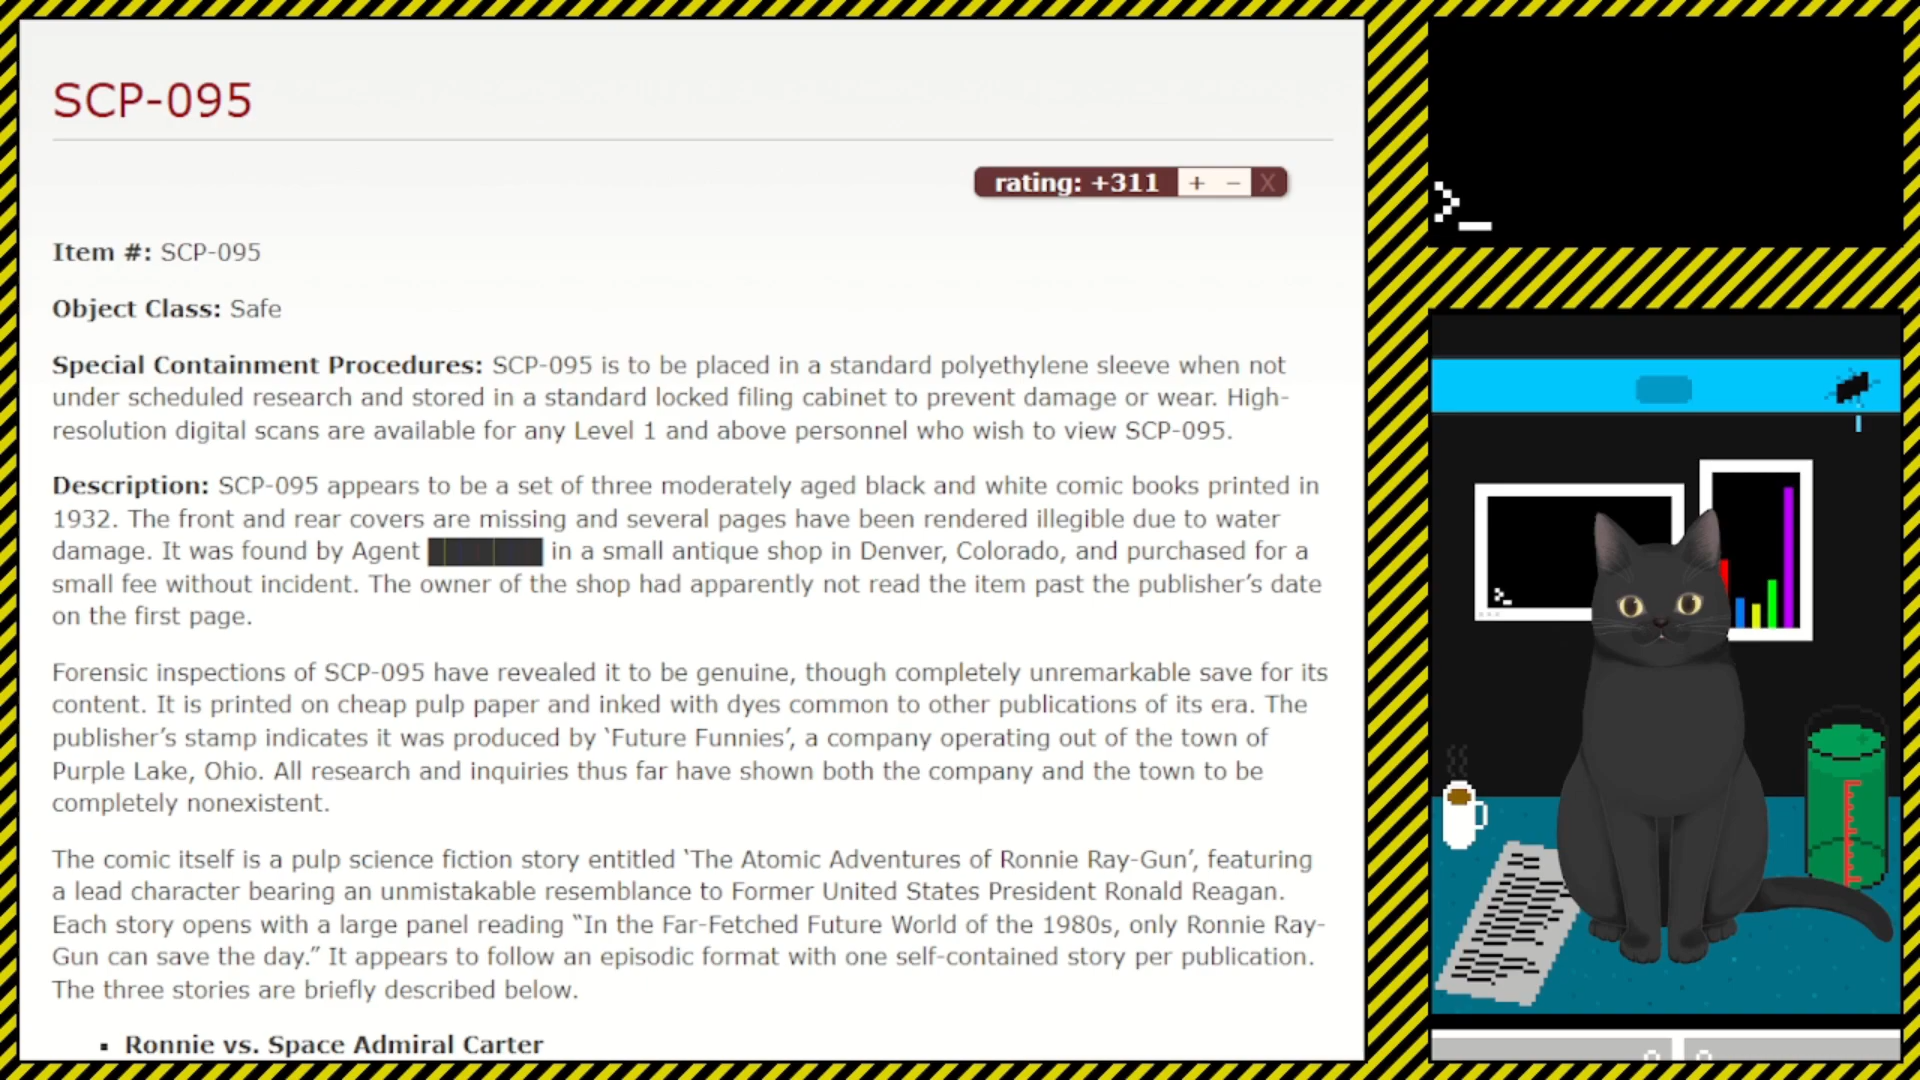 SCP-095
rating: +311 + − X
Item #: SCP-095
Object Class: Safe
Special Containment Procedures: SCP-095 is to be placed in a standard polyethylene sleeve when not
under scheduled research and stored in a standard locked filing cabinet to prevent damage or wear. High-
resolution digital scans are available for any Level 1 and above personnel who wish to view SCP-095.
Description: SCP-095 appears to be a set of three moderately aged black and white comic books printed in
1932. The front and rear covers are missing and several pages have been rendered illegible due to water
damage. It was found by Agent ███████ in a small antique shop in Denver, Colorado, and purchased for a
small fee without incident. The owner of the shop had apparently not read the item past the publisher’s date
on the first page.
Forensic inspections of SCP-095 have revealed it to be genuine, though completely unremarkable save for its
content. It is printed on cheap pulp paper and inked with dyes common to other publications of its era. The
publisher’s stamp indicates it was produced by ‘Future Funnies’, a company operating out of the town of
Purple Lake, Ohio. All research and inquiries thus far have shown both the company and the town to be
completely nonexistent.
The comic itself is a pulp science fiction story entitled ‘The Atomic Adventures of Ronnie Ray-Gun’, featuring
a lead character bearing an unmistakable resemblance to Former United States President Ronald Reagan.
Each story opens with a large panel reading “In the Far-Fetched Future World of the 1980s, only Ronnie Ray-
Gun can save the day.” It appears to follow an episodic format with one self-contained story per publication.
The three stories are briefly described below.
▪ Ronnie vs. Space Admiral Carter
>_
>_